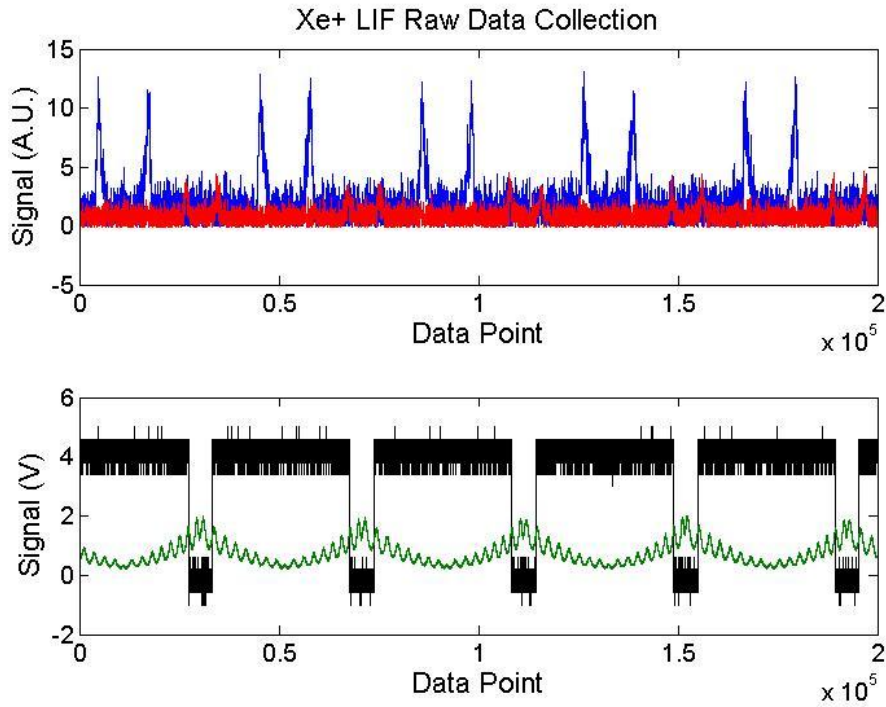 Xe+ LIF Raw Data Collection
Signal (A.U.)
15
10
5
0
-5
0
0.5
1
1.5
2
Data Point
x 10^5
Signal (V)
6
4
2
0
-2
0
0.5
1
1.5
2
Data Point
x 10^5